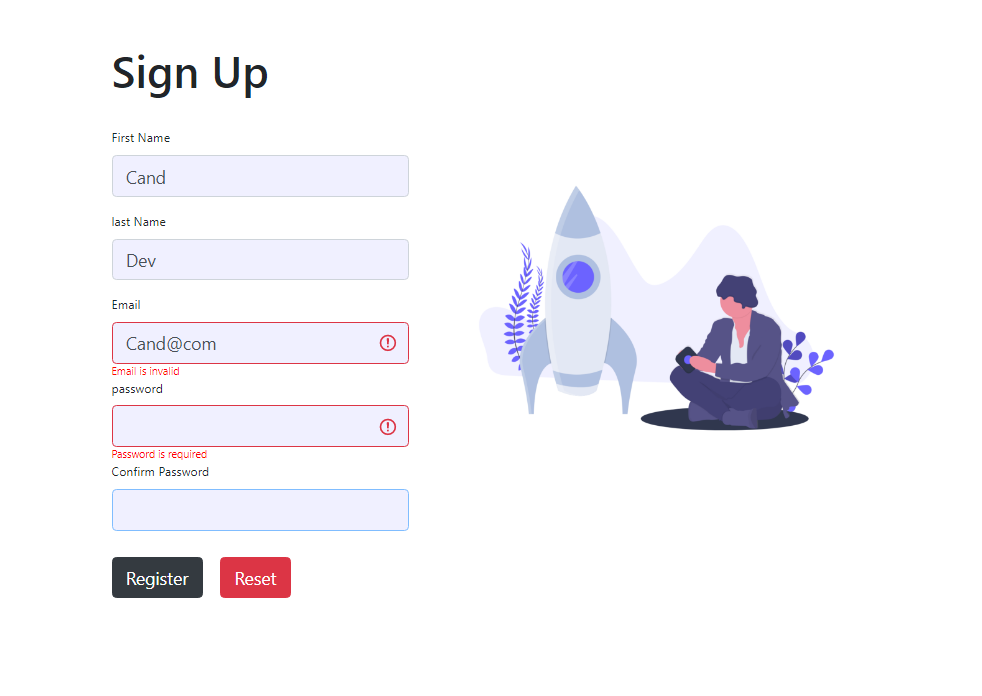 Sign Up
First Name
Cand
last Name
Dev
Email
Cand@com
Email is invalid
password
Password is required
Confirm Password
Register Reset